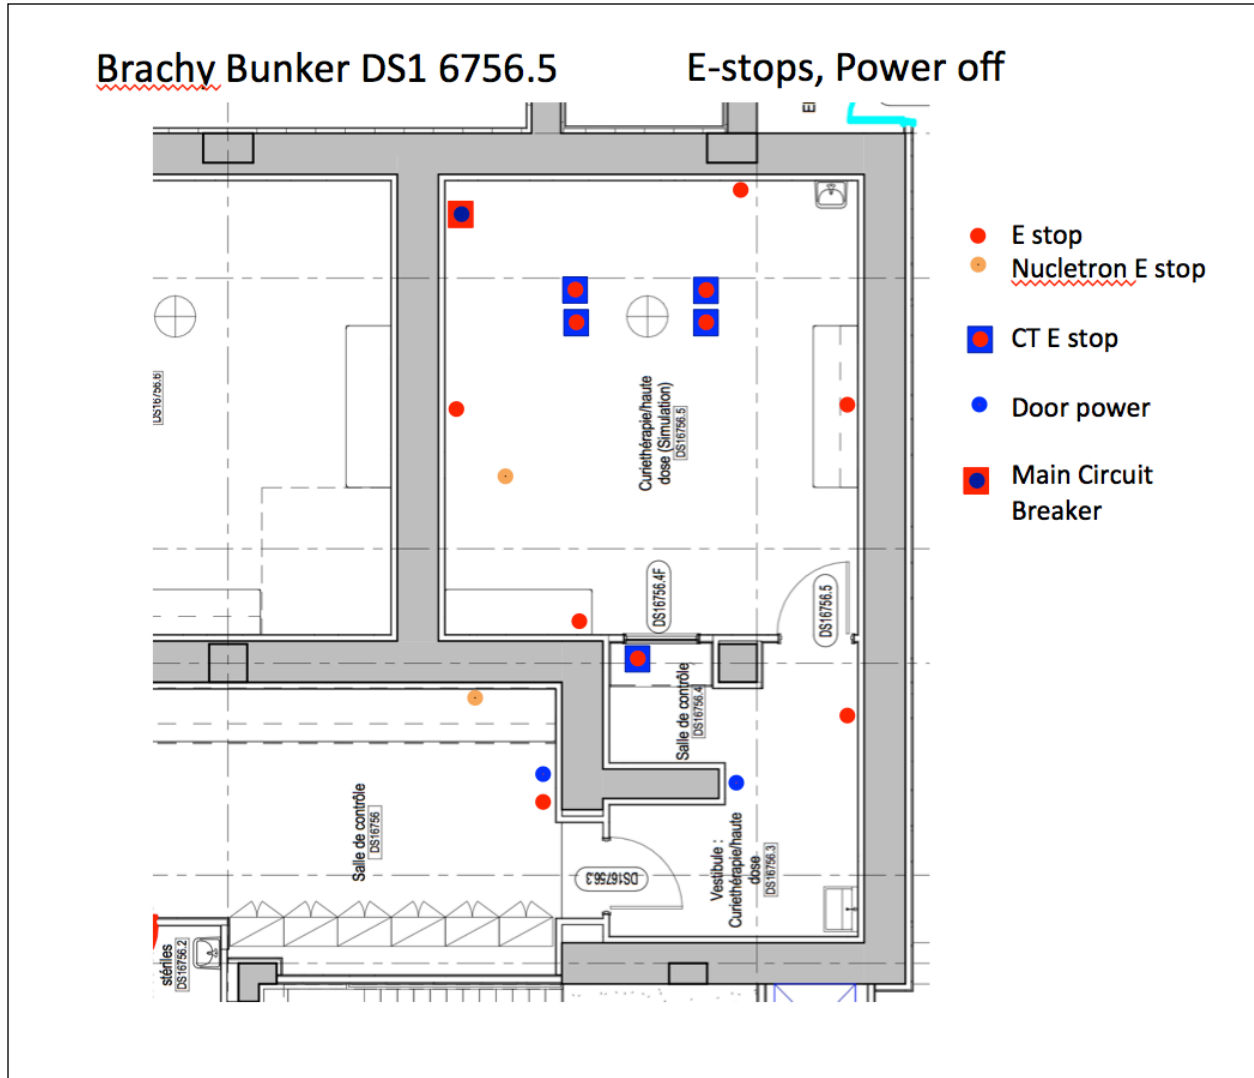 Brachy Bunker DS1 6756.5
E-stops, Power off
El
E stop
Nucletron E stop
CT E stop
Door power
Main Circuit
Breaker
DS16756.6
Curiethérapie/haute
dose (Simulation)
DS16756.5
DS16756.4F
DS16756.5
Salle de contrôle
DS16756.4
Salle de contrôle
DS16756
DS16756.3
Vestibule :
Curiethérapie/haute
dose
DS16756.3
stériles
DS16756.2